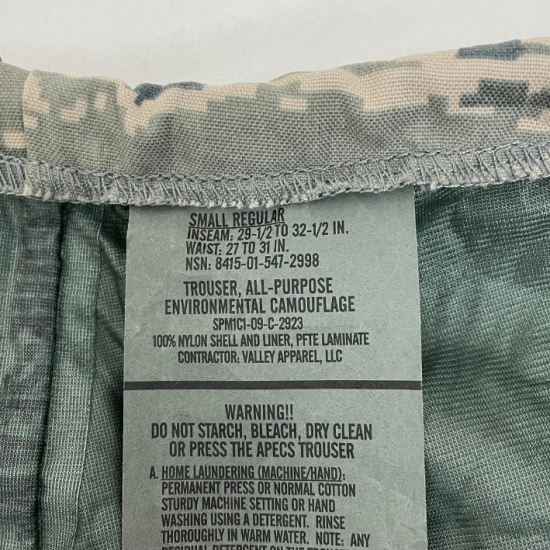 SMALL REGULAR
INSEAM: 29-1/2 TO 32-1/2 IN.
WAIST: 27 TO 31 IN.
NSN: 8415-01-547-2998
TROUSER, ALL-PURPOSE
ENVIRONMENTAL CAMOUFLAGE
SPM1C1-09-C-2923
100% NYLON SHELL AND LINER, PFTE LAMINATE
CONTRACTOR: VALLEY APPAREL, LLC
WARNING!!
DO NOT STARCH, BLEACH, DRY CLEAN
OR PRESS THE APECS TROUSER
A. HOME LAUNDERING (MACHINE/HAND):
PERMANENT PRESS OR NORMAL COTTON
STURDY MACHINE SETTING OR HAND
WASHING USING A DETERGENT. RINSE
THOROUGHLY IN WARM WATER. NOTE: ANY
RESIDUAL DETERGENT ON THE